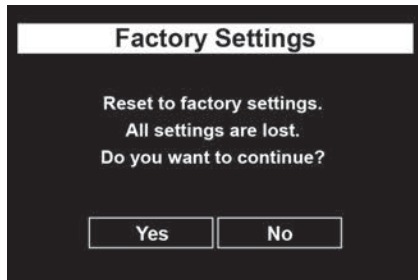 Factory Settings
Reset to factory settings.
All settings are lost.
Do you want to continue?
Yes
No